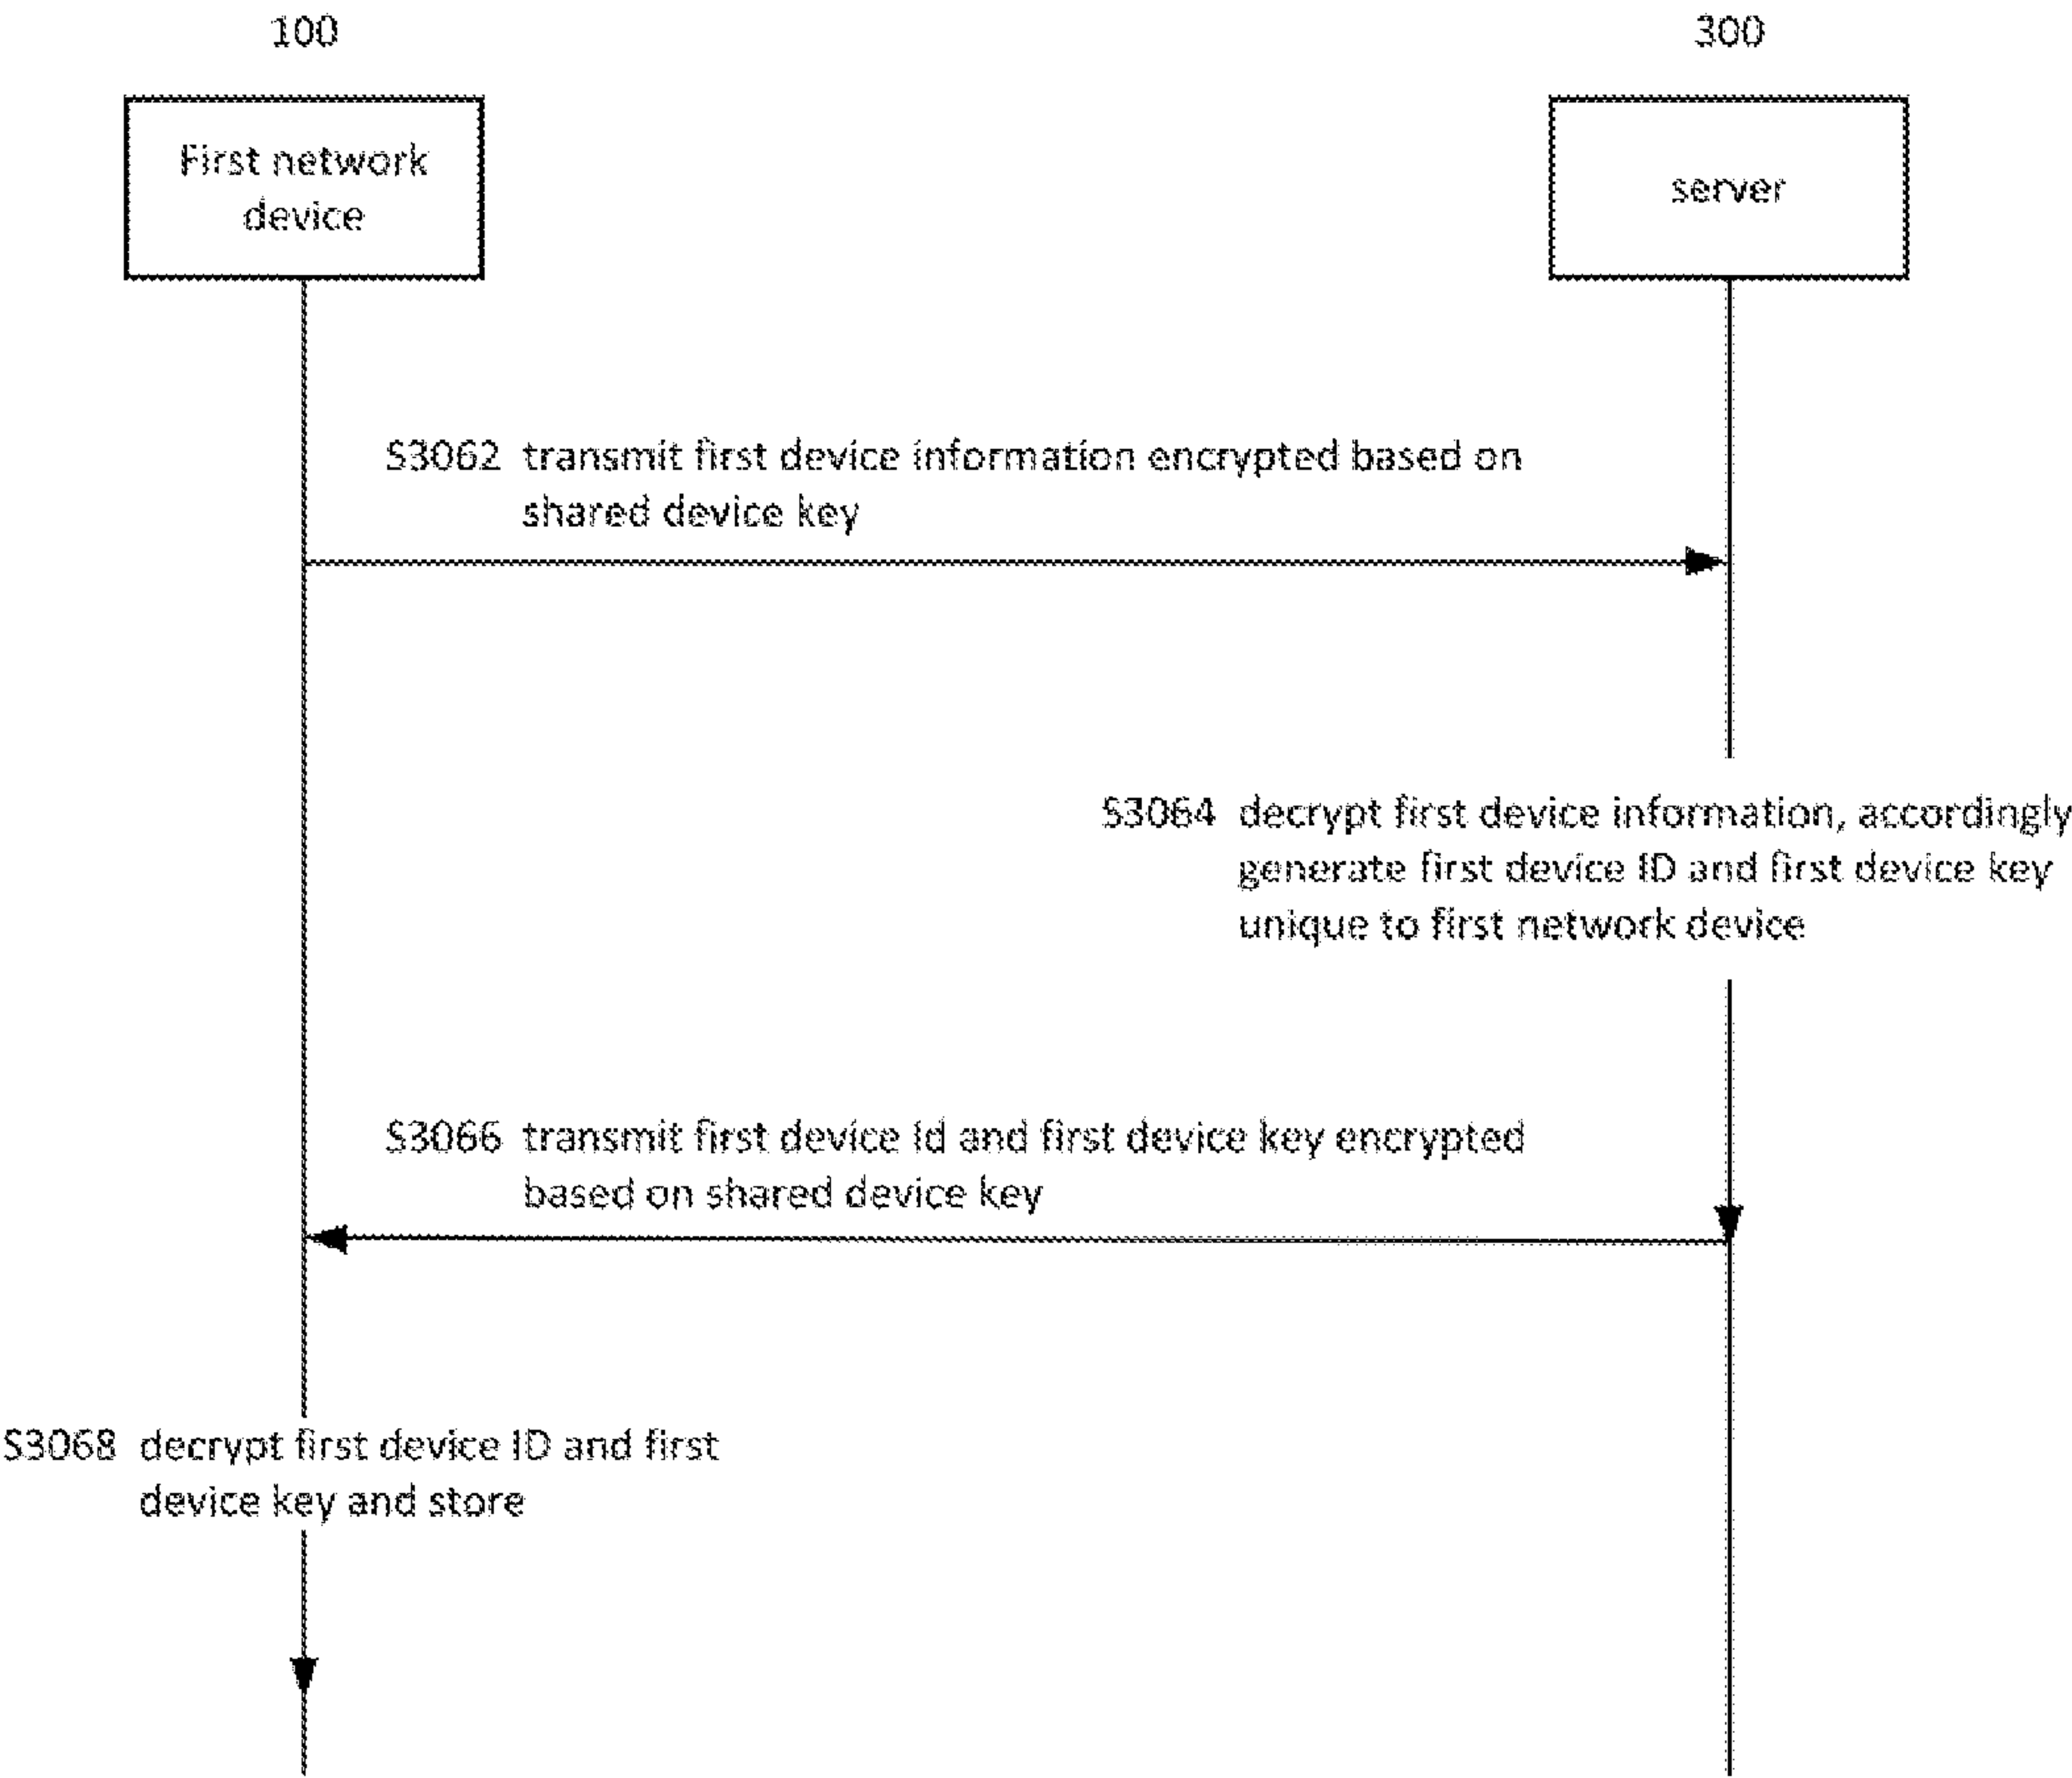 100
300
First network
device
server
S3062 transmit first device information encrypted based on
shared device key
S3064 decrypt first device information, accordingly
generate first device ID and first device key
unique to first network device
S3066 transmit first device Id and first device key encrypted
based on shared device key
S3068 decrypt first device ID and first
device key and store